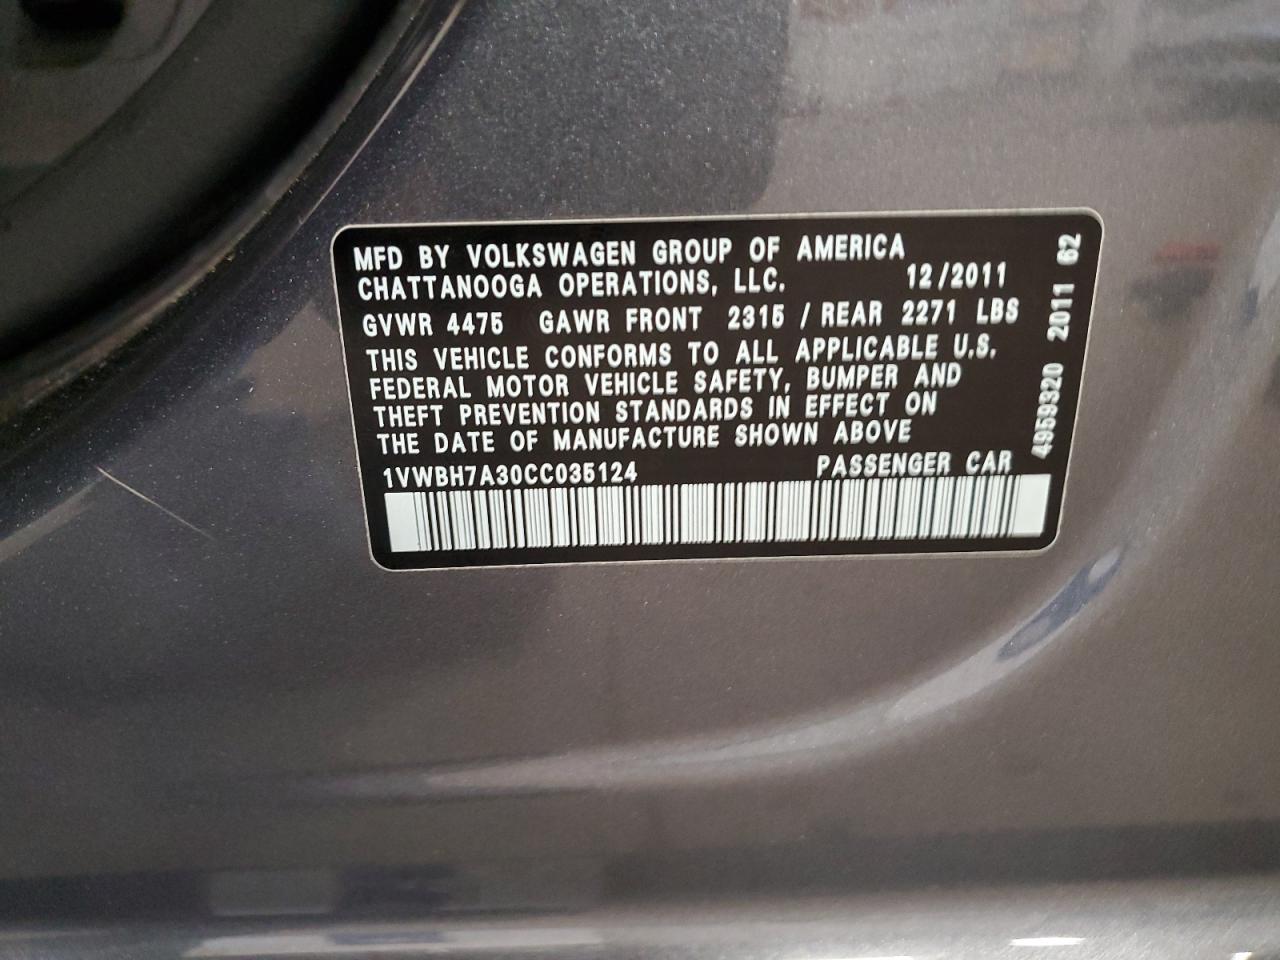 MFD BY VOLKSWAGEN GROUP OF AMERICA
CHATTANOOGA OPERATIONS, LLC. 12/2011
GVWR 4475 GAWR FRONT 2315 / REAR 2271 LBS
THIS VEHICLE CONFORMS TO ALL APPLICABLE U.S.
FEDERAL MOTOR VEHICLE SAFETY, BUMPER AND
THEFT PREVENTION STANDARDS IN EFFECT ON
THE DATE OF MANUFACTURE SHOWN ABOVE
1VWBH7A30CC035124 PASSENGER CAR
4959320 2011 62